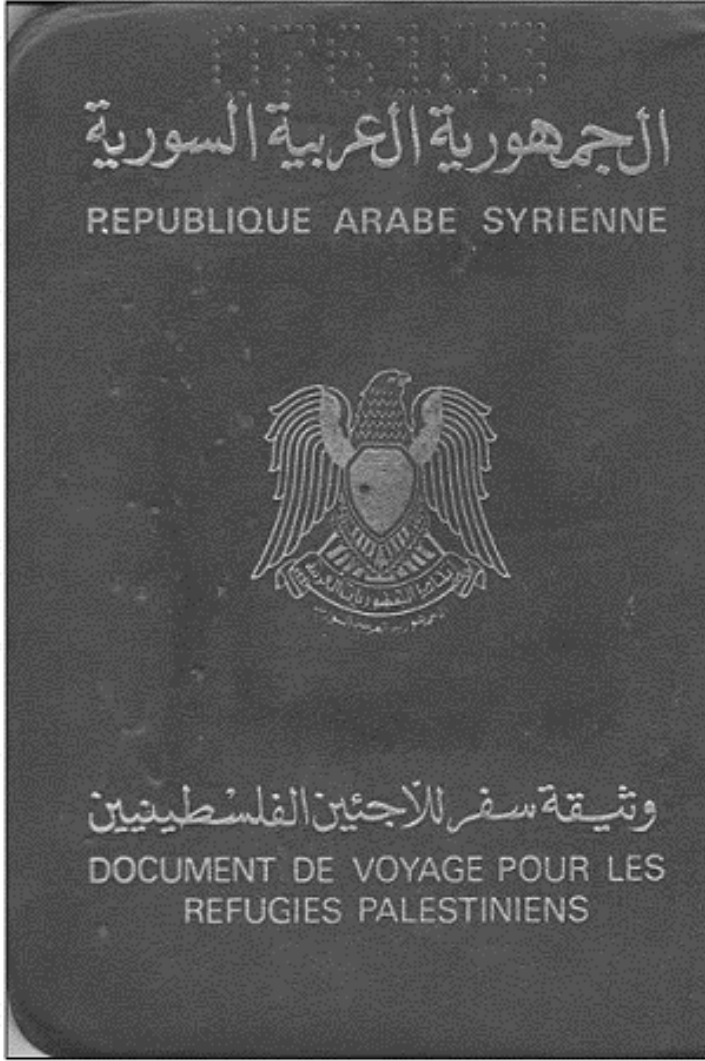 الجمهورية العربية السورية
REPUBLIQUE ARABE SYRIENNE
وثيقة سفر للاجئين الفلسطينيين
DOCUMENT DE VOYAGE POUR LES
REFUGIES PALESTINIENS